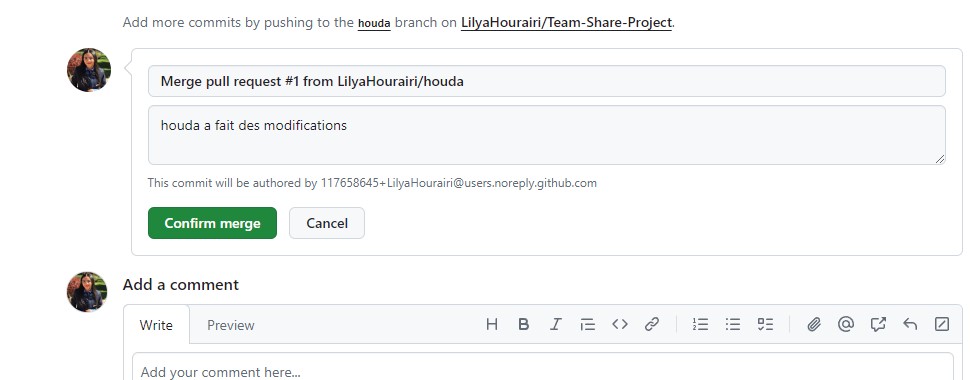 Add more commits by pushing to the houda branch on LilyaHourairi/Team-Share-Project.
Merge pull request #1 from LilyaHourairi/houda
houda a fait des modifications
This commit will be authored by 117658645+LilyaHourairi@users.noreply.github.com
Confirm merge Cancel
Add a comment
Write Preview
Add your comment here...